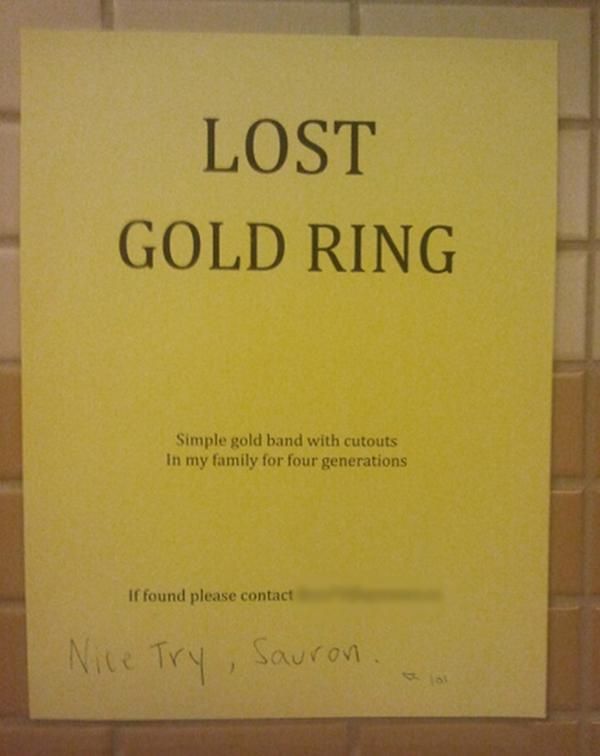 LOST
GOLD RING
Simple gold band with cutouts
In my family for four generations
If found please contact
Nice Try, Sauron.
lol